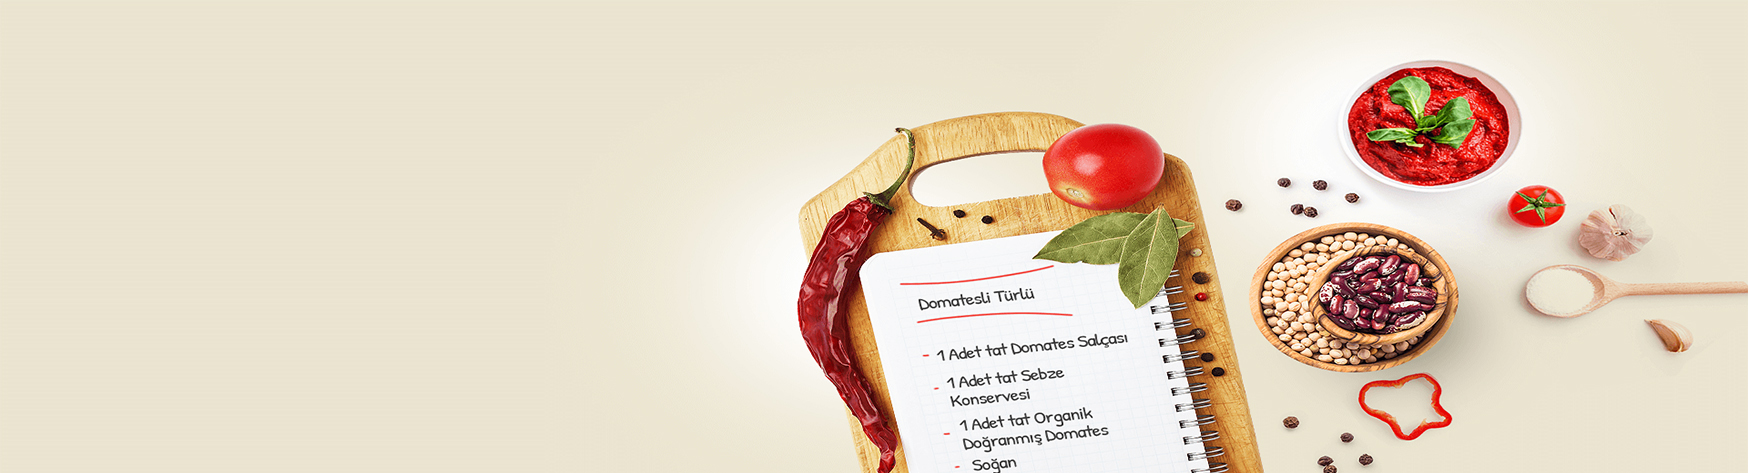 Domatesli Türlü
- 1 Adet tat Domates Salçası
- 1 Adet tat Sebze
Konservesi
- 1 Adet tat Organik
Doğranmış Domates
- Soğan